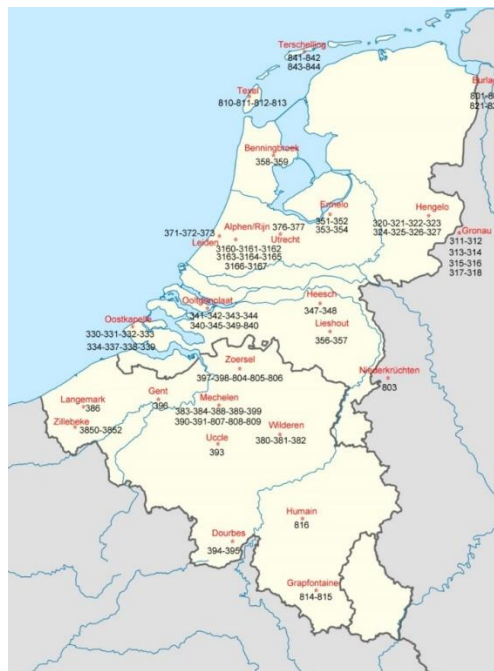 Terschelling
841-842
843-844
Texel
810-811-812-813
Burla
Benningbroek
358-359
Ermelo
351-352
353-354
Hengelo
320-321-322-323
324-325-326-327
Gronau
311-312
313-314
315-316
317-318
371-372-373
Leiden
Alphen/Rijn
3160-3161-3162
3163-3164-3165
3166-3167
376-377
Utrecht
Heesch
347-348
341-342-343-344
340-345-349-840
Lieshout
356-357
Oostkapelle
330-331-332-333
334-337-338-339
Zoersel
397-398-804-805-806
Niederkrüchten
803
Langemark
386
Gent
396
Mechelen
383-384-388-389-399
390-391-807-808-809
Zillebeke
3850-3852
Uccle
393
Wilderen
380-381-382
Humain
816
Dourbes
394-395
Grapfontaine
814-815